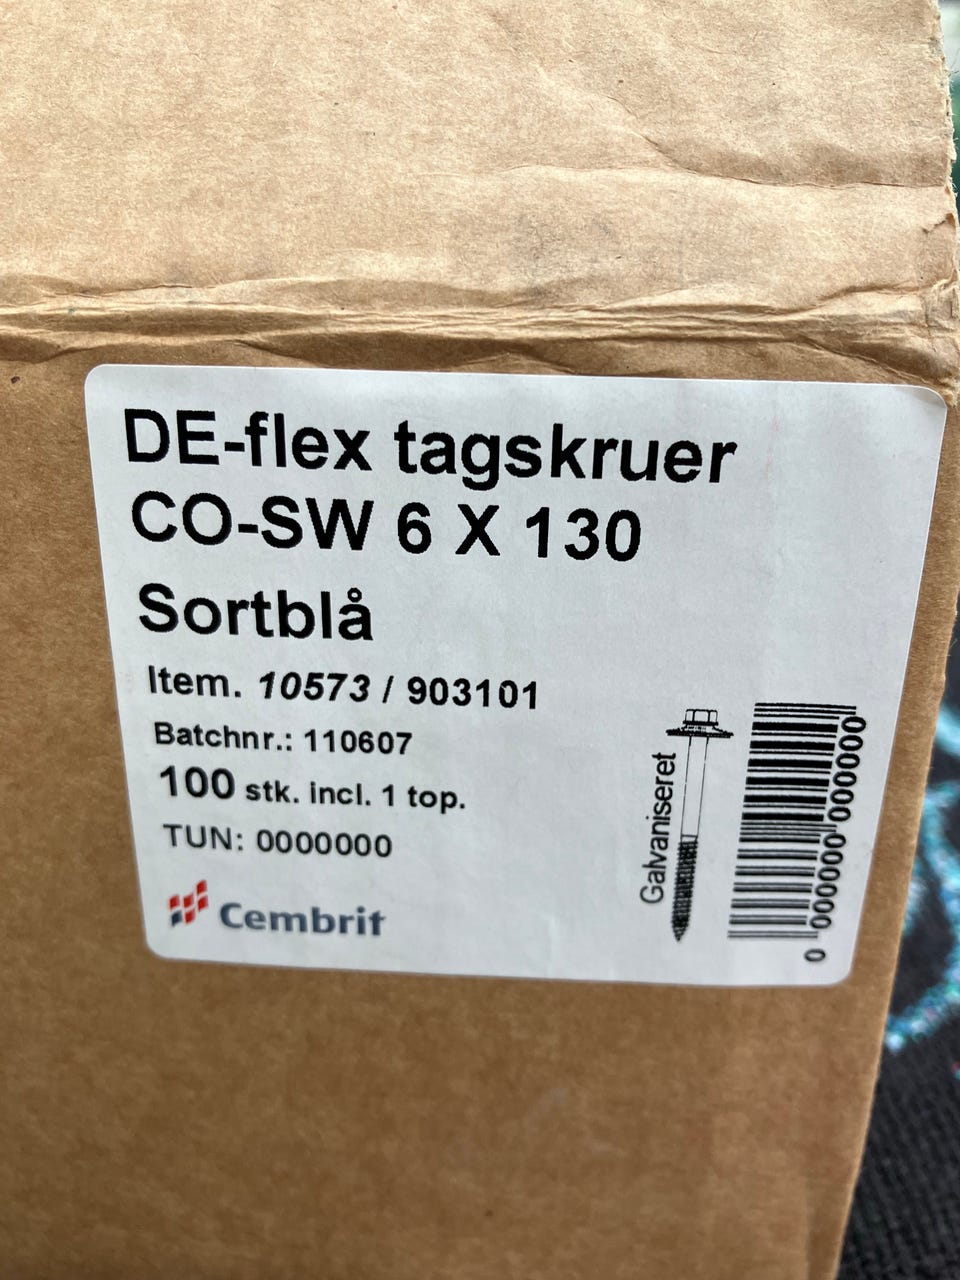 DE-flex tagskruer
CO-SW 6 X 130
Sortblå
Item. 10573 / 903101
Batchnr.: 110607
100 stk. incl. 1 top.
TUN: 0000000
Cembrit
Galvaniseret
0 000000 000000